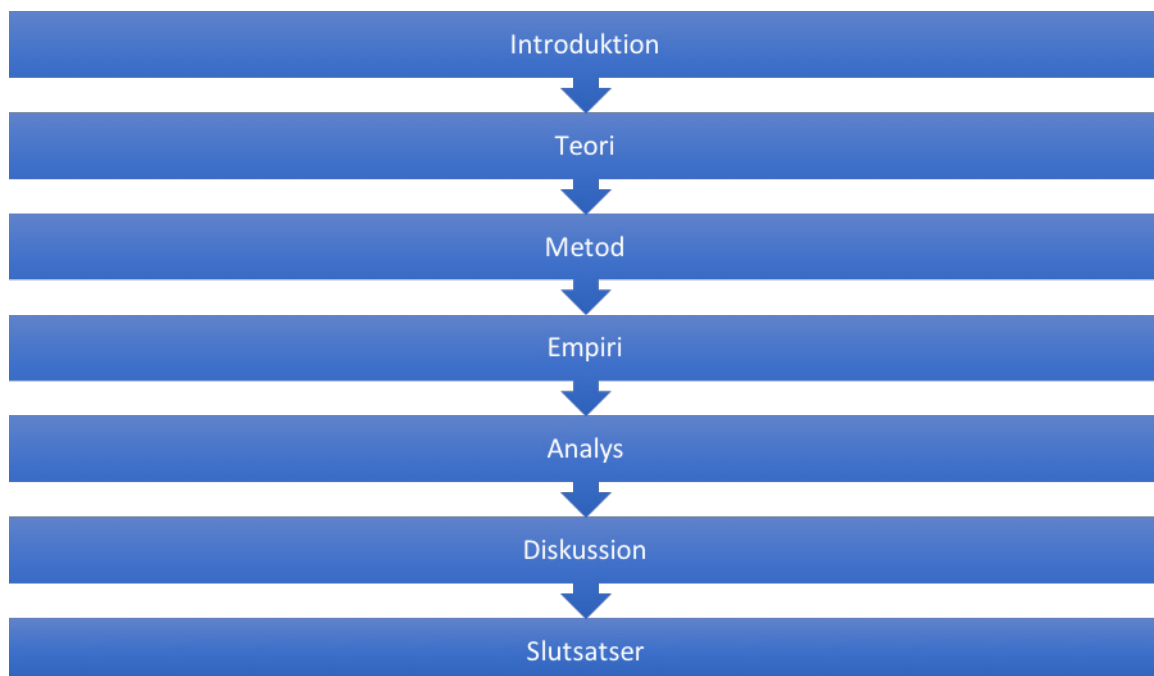 Introduktion
Teori
Metod
Empiri
Analys
Diskussion
Slutsatser